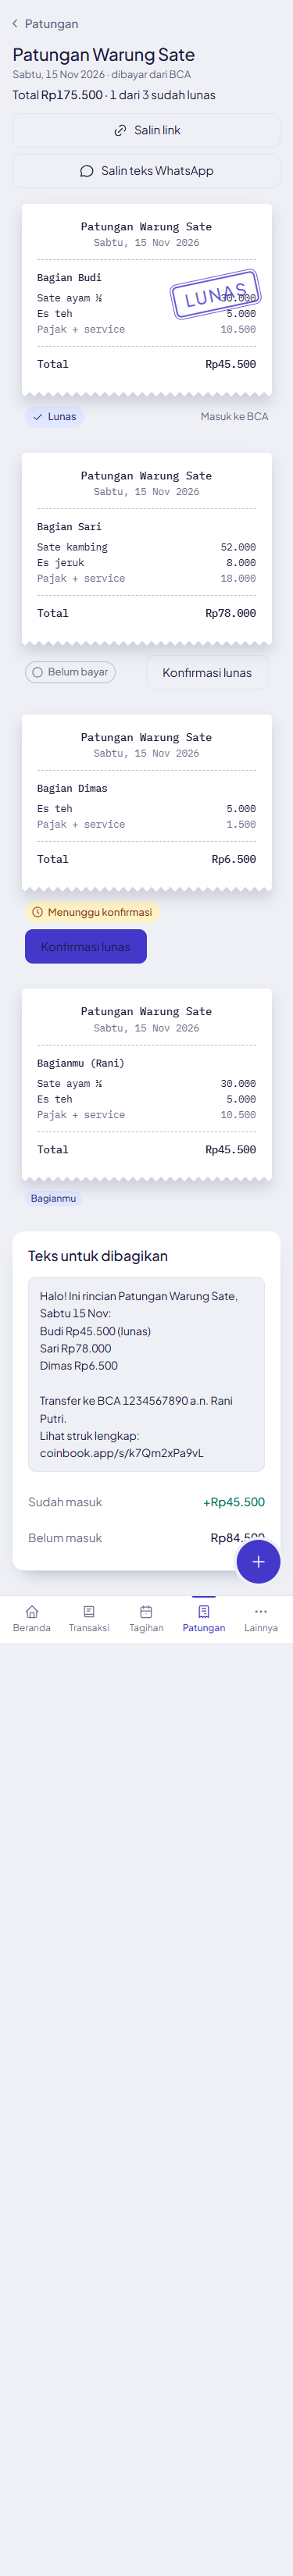 Patungan
Patungan Warung Sate
Sabtu, 15 Nov 2026 · dibayar dari BCA
Total Rp175.500 · 1 dari 3 sudah lunas
Salin link
Salin teks WhatsApp
Patungan Warung Sate
Sabtu, 15 Nov 2026
Bagian Budi
Sate ayam ½ 30.000
LUNAS
Es teh 5.000
Pajak + service 10.500
Total Rp45.500
Lunas Masuk ke BCA
Patungan Warung Sate
Sabtu, 15 Nov 2026
Bagian Sari
Sate kambing 52.000
Es jeruk 8.000
Pajak + service 18.000
Total Rp78.000
Belum bayar Konfirmasi lunas
Patungan Warung Sate
Sabtu, 15 Nov 2026
Bagian Dimas
Es teh 5.000
Pajak + service 1.500
Total Rp6.500
Menunggu konfirmasi
Konfirmasi lunas
Patungan Warung Sate
Sabtu, 15 Nov 2026
Bagianmu (Rani)
Sate ayam ½ 30.000
Es teh 5.000
Pajak + service 10.500
Total Rp45.500
Bagianmu
Teks untuk dibagikan
Halo! Ini rincian Patungan Warung Sate,
Sabtu 15 Nov:
Budi Rp45.500 (lunas)
Sari Rp78.000
Dimas Rp6.500
Transfer ke BCA 1234567890 a.n. Rani
Putri.
Lihat struk lengkap:
coinbook.app/s/k7Qm2xPa9vL
Sudah masuk +Rp45.500
Belum masuk Rp84.500
Beranda Transaksi Tagihan Patungan Lainnya